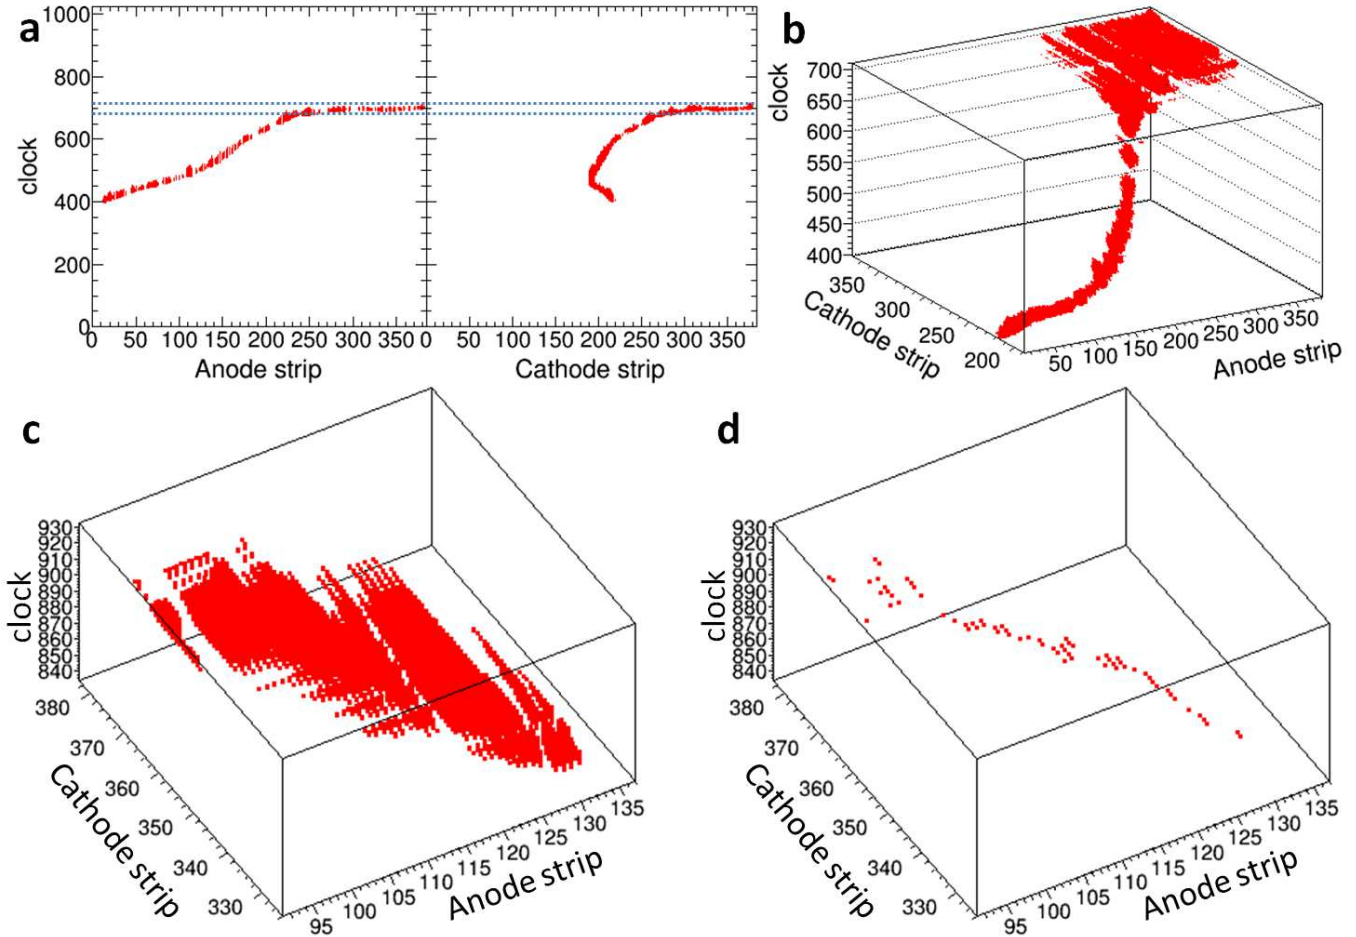 a
1000
800
600
400
200
0
clock
0 50 100 150 200 250 300 350
0 50 100 150 200 250 300 350
Anode strip
Cathode strip
b
700
650
600
550
500
450
400
clock
350
300
250
200
Cathode strip
50 100 150 200 250 300 350
Anode strip
c
930
920
910
900
890
880
870
860
850
840
clock
380
370
360
350
340
330
Cathode strip
95 100 105 110 115 120 125 130 135
Anode strip
d
930
920
910
900
890
880
870
860
850
840
clock
380
370
360
350
340
330
Cathode strip
95 100 105 110 115 120 125 130 135
Anode strip